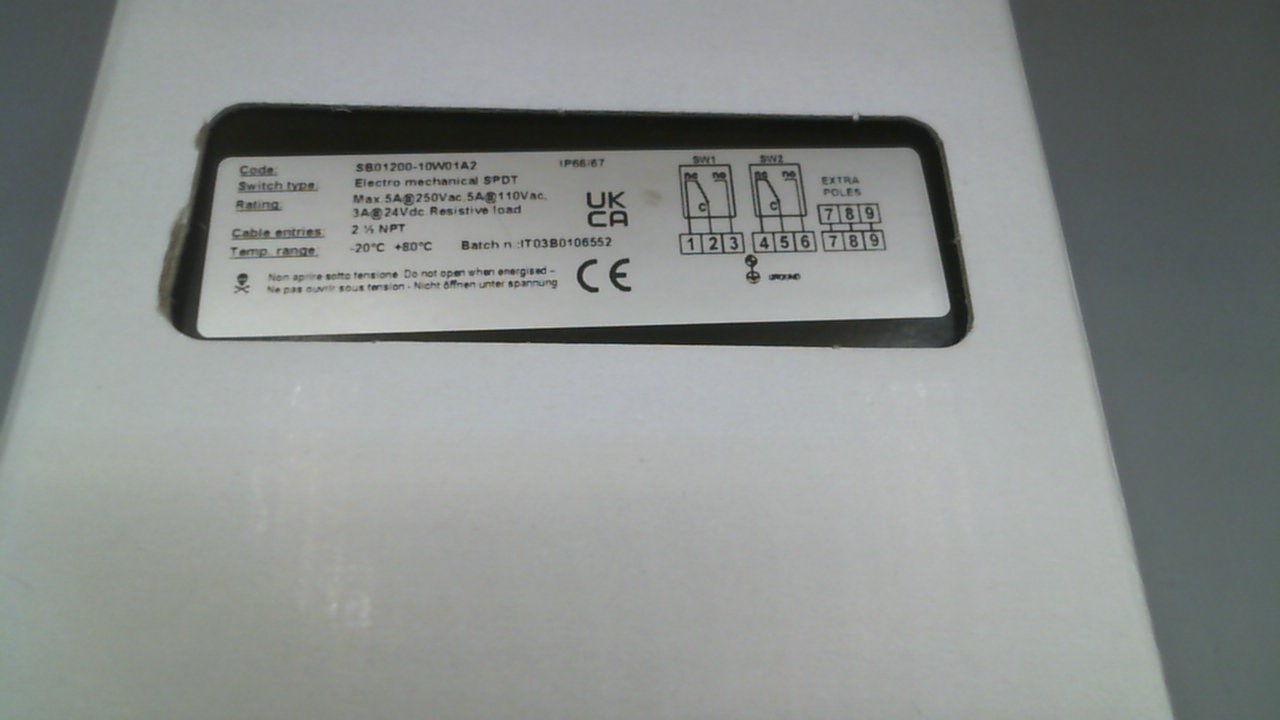 Code: SB01200-10W01A2 IP66/67
Switch type: Electro mechanical SPDT
Rating: Max.5A@250Vac,5A@110Vac,
3A@24Vdc.Resistive load
Cable entries: 2 ½ NPT
Temp. range: -20°C +80°C Batch n.:IT03B0106552
Non aprire sotto tensione Do not open when energised -
Ne pas ouvrir sous tension - Nicht öffnen unter spannung
UK
CA
CE
SW1 SW2
nc no nc no
C C
1 2 3 4 5 6
EXTRA
POLES
7 8 9
7 8 9
GROUND